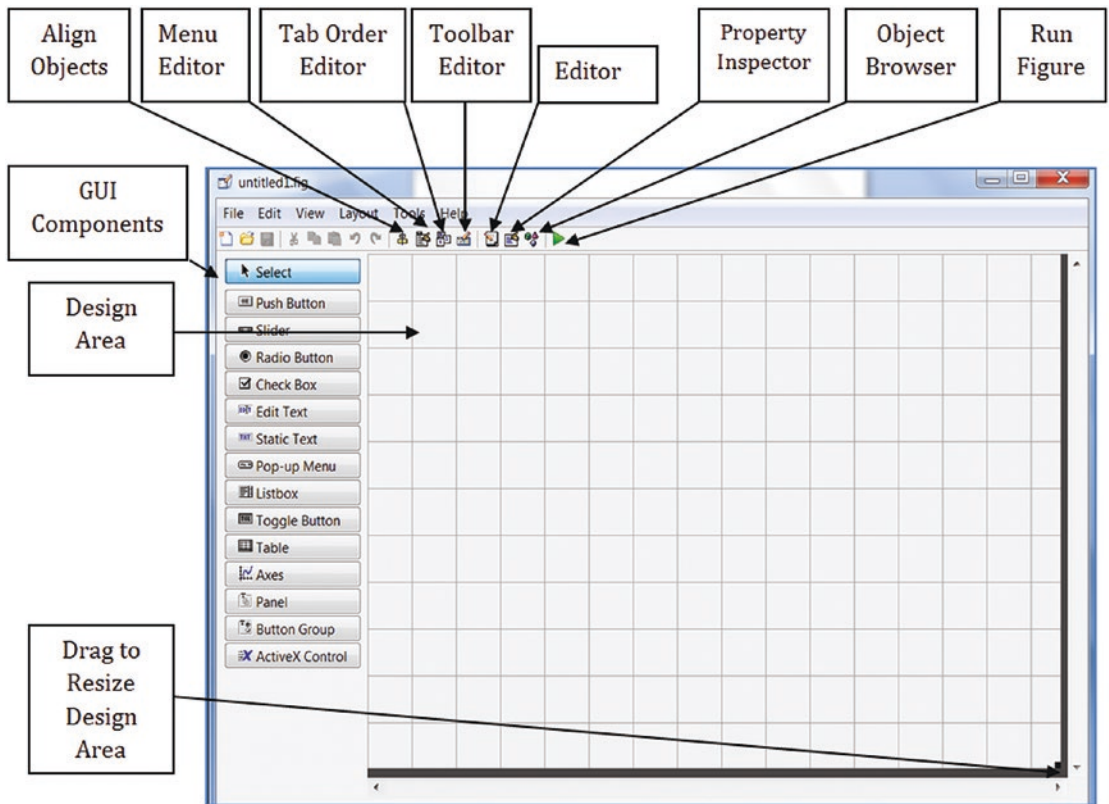 Align
Objects
Menu
Editor
Tab Order
Editor
Toolbar
Editor
Editor
Property
Inspector
Object
Browser
Run
Figure
GUI
Components
Design
Area
Drag to
Resize
Design
Area
untitled1.fig
File Edit View Layout Tools Help
Select
Push Button
Slider
Radio Button
Check Box
Edit Text
Static Text
Pop-up Menu
Listbox
Toggle Button
Table
Axes
Panel
Button Group
ActiveX Control